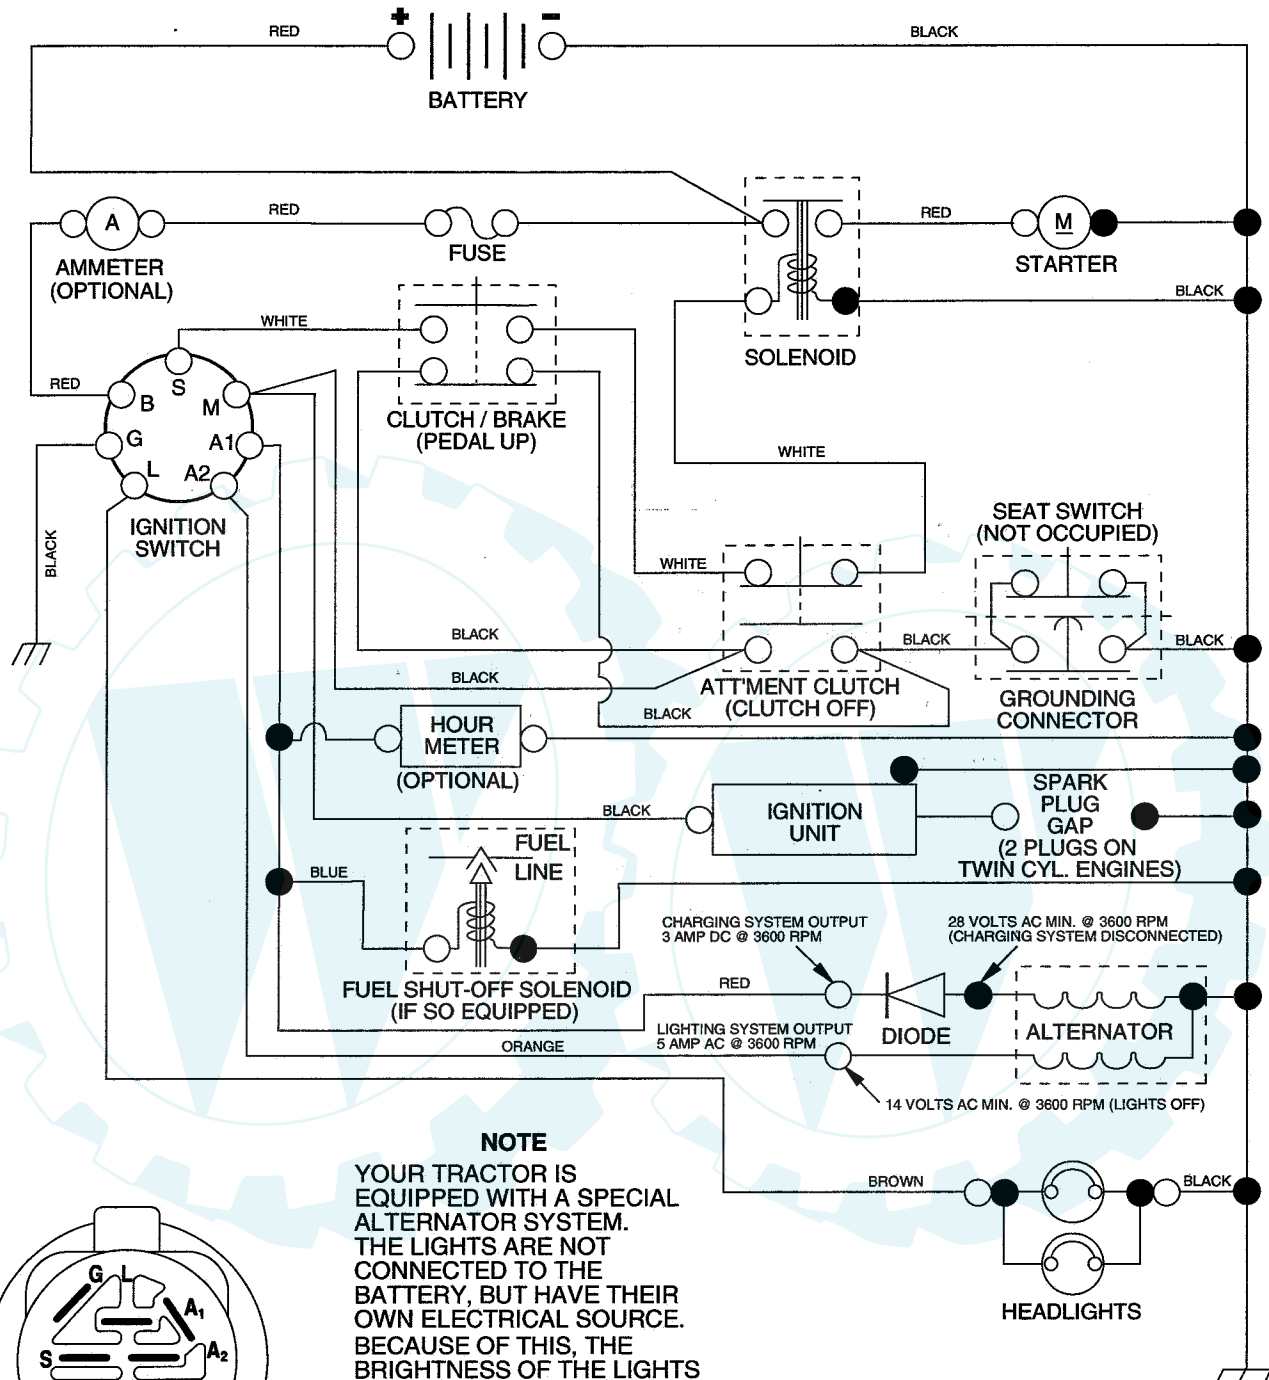 + −
RED
BLACK
BATTERY
A
RED
FUSE
RED
M
AMMETER
(OPTIONAL)
STARTER
BLACK
SOLENOID
WHITE
RED
S
B
M
G
A1
L
A2
CLUTCH / BRAKE
(PEDAL UP)
WHITE
IGNITION
SWITCH
BLACK
SEAT SWITCH
(NOT OCCUPIED)
WHITE
BLACK
BLACK
BLACK
BLACK
ATT'MENT CLUTCH
(CLUTCH OFF)
BLACK
GROUNDING
CONNECTOR
HOUR
METER
(OPTIONAL)
BLACK
IGNITION
UNIT
SPARK
PLUG
GAP
(2 PLUGS ON
TWIN CYL. ENGINES)
FUEL
LINE
BLUE
CHARGING SYSTEM OUTPUT
3 AMP DC @ 3600 RPM
28 VOLTS AC MIN. @ 3600 RPM
(CHARGING SYSTEM DISCONNECTED)
FUEL SHUT-OFF SOLENOID
(IF SO EQUIPPED)
RED
DIODE
ALTERNATOR
LIGHTING SYSTEM OUTPUT
5 AMP AC @ 3600 RPM
ORANGE
14 VOLTS AC MIN. @ 3600 RPM (LIGHTS OFF)
NOTE
YOUR TRACTOR IS
EQUIPPED WITH A SPECIAL
ALTERNATOR SYSTEM.
THE LIGHTS ARE NOT
CONNECTED TO THE
BATTERY, BUT HAVE THEIR
OWN ELECTRICAL SOURCE.
BECAUSE OF THIS, THE
BRIGHTNESS OF THE LIGHTS
BROWN
BLACK
HEADLIGHTS
G L
A1
S
A2